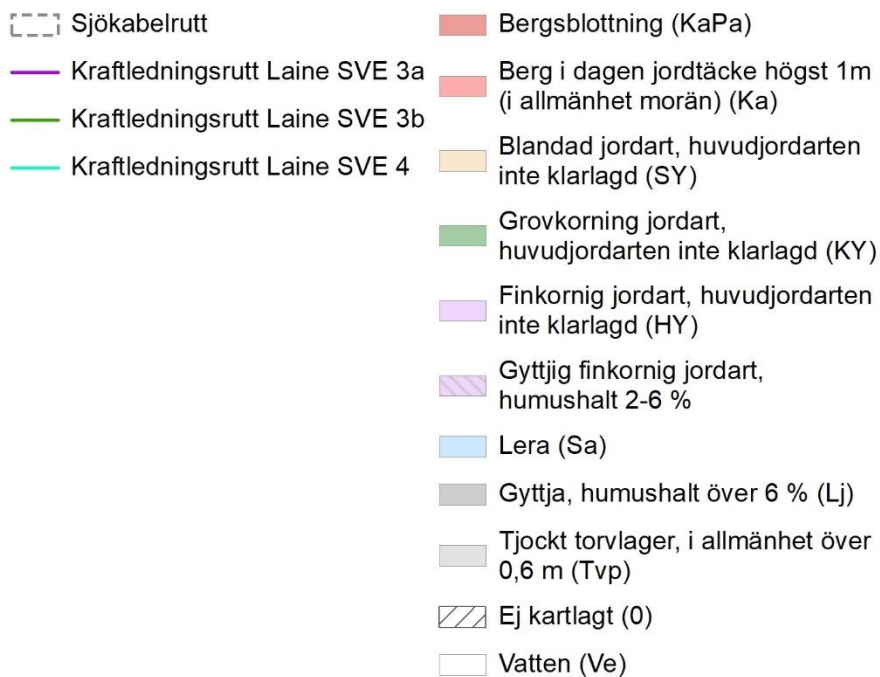 Sjökabelrutt
Kraftledningsrutt Laine SVE 3a
Kraftledningsrutt Laine SVE 3b
Kraftledningsrutt Laine SVE 4
Bergsblottning (KaPa)
Berg i dagen jordtäcke högst 1m
(i allmänhet morän) (Ka)
Blandad jordart, huvudjordarten
inte klarlagd (SY)
Grovkorning jordart,
huvudjordarten inte klarlagd (KY)
Finkornig jordart, huvudjordarten
inte klarlagd (HY)
Gyttjig finkornig jordart,
humushalt 2-6 %
Lera (Sa)
Gyttja, humushalt över 6 % (Lj)
Tjockt torvlager, i allmänhet över
0,6 m (Tvp)
Ej kartlagt (0)
Vatten (Ve)